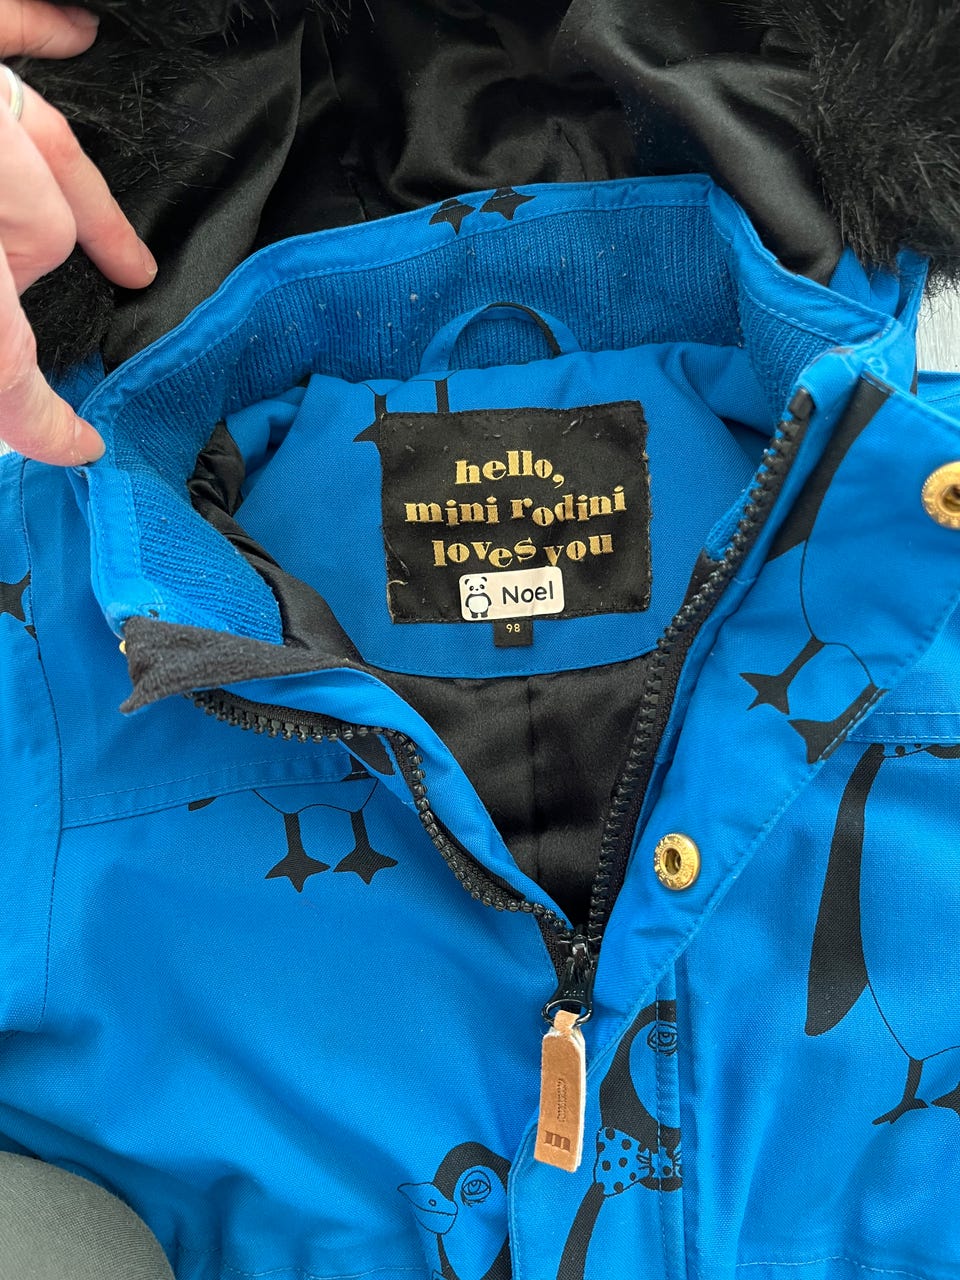 hello,
mini rodini
loves you
Noel
98